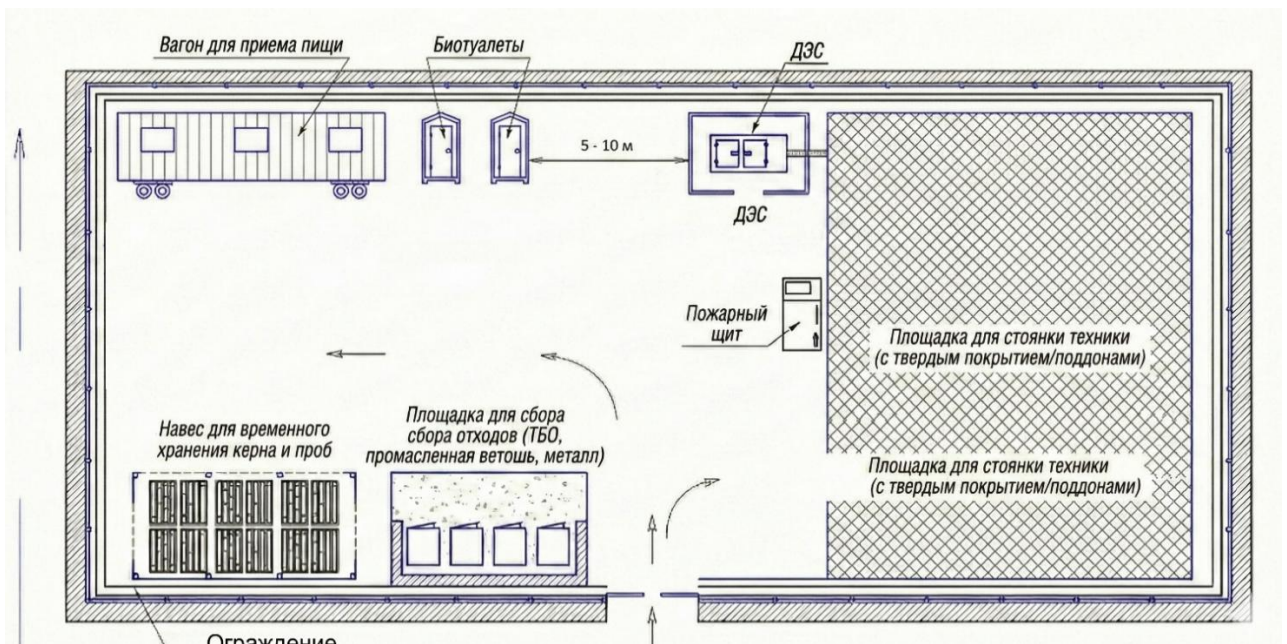 Вагон для приема пищи
Биотуалеты
ДЭС
5 - 10 м
ДЭС
Пожарный
щит
Площадка для стоянки техники
(с твердым покрытием/поддонами)
Навес для временного
хранения керна и проб
Площадка для сбора
сбора отходов (ТБО,
промасленная ветошь, металл)
Площадка для стоянки техники
(с твердым покрытием/поддонами)
Ограждение